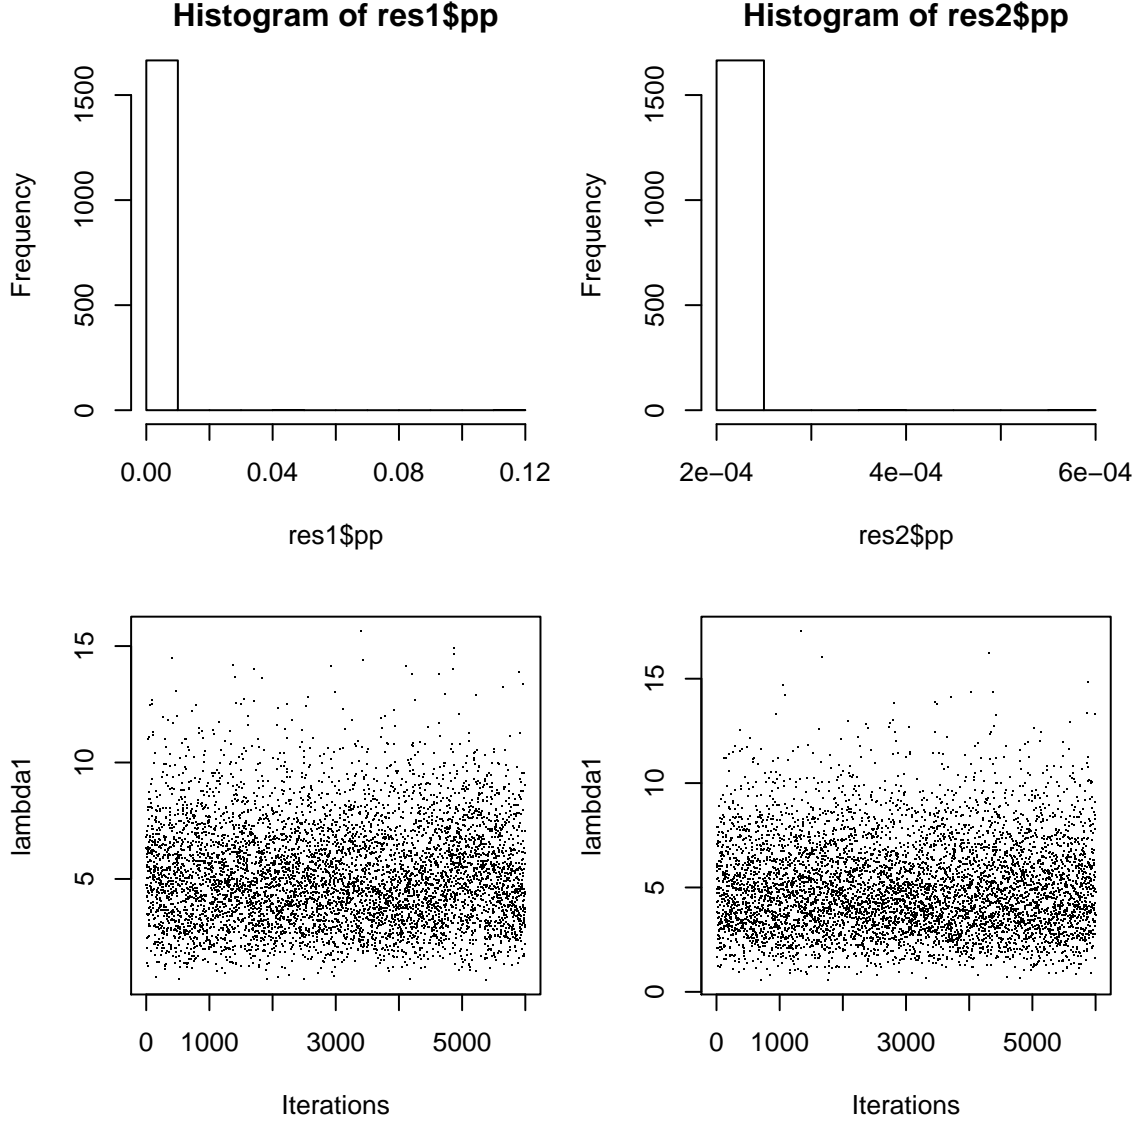 Histogram of res1$pp
Frequency
0 500 1000 1500
0.00 0.04 0.08 0.12
res1$pp
Histogram of res2$pp
Frequency
0 500 1000 1500
2e−04 4e−04 6e−04
res2$pp
lambda1
5 10 15
0 1000 3000 5000
Iterations
lambda1
0 5 10 15
0 1000 3000 5000
Iterations